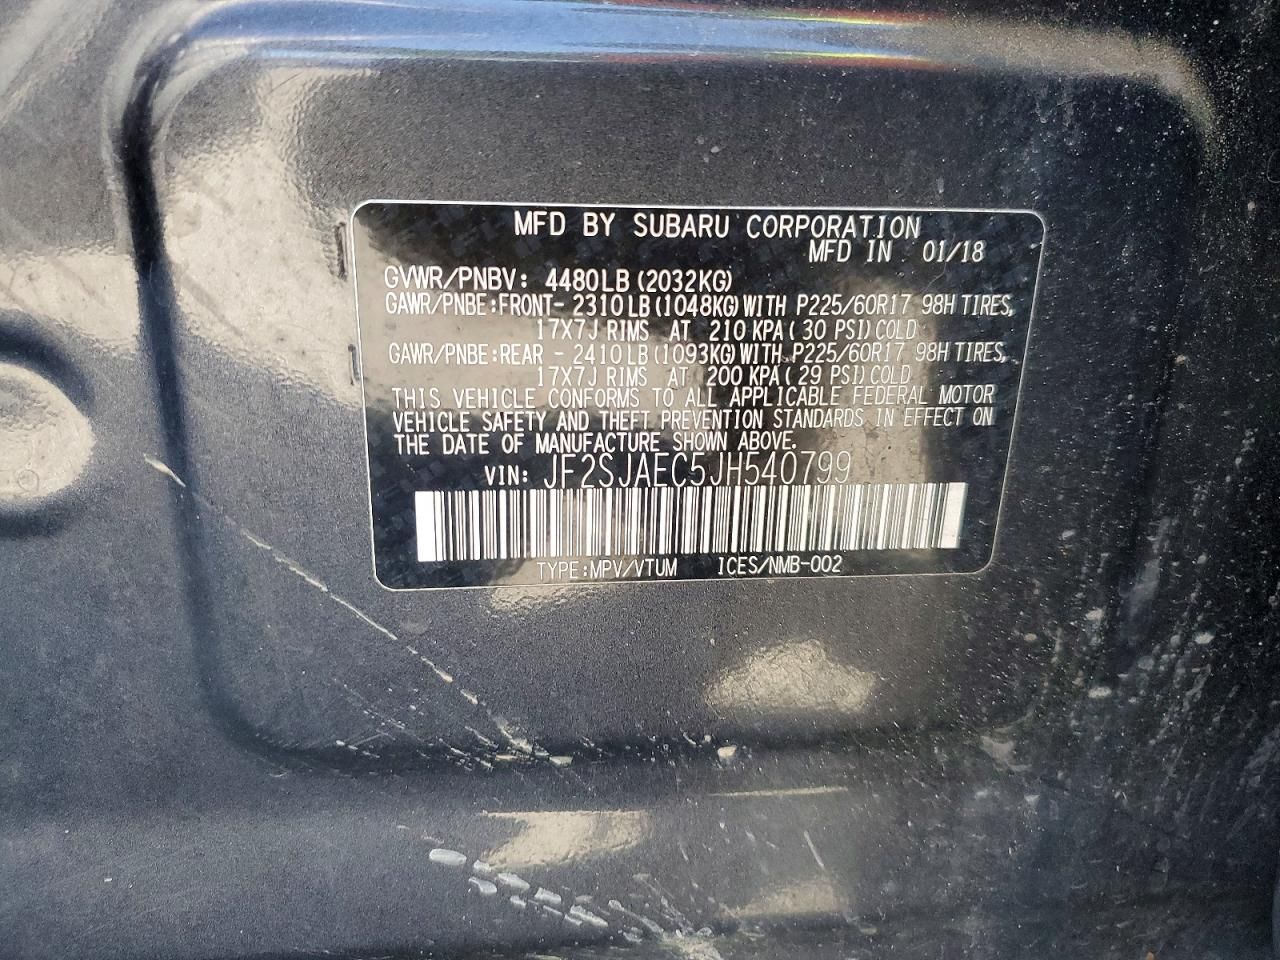 MFD BY SUBARU CORPORATION
MFD IN 01/18
GVWR/PNBV: 4480LB (2032KG)
GAWR/PNBE:FRONT- 2310LB (1048KG) WITH P225/60R17 98H TIRES,
17X7J RIMS AT 210 KPA (30 PSI) COLD
GAWR/PNBE:REAR - 2410LB (1093KG) WITH P225/60R17 98H TIRES,
17X7J RIMS AT 200 KPA (29 PSI) COLD
THIS VEHICLE CONFORMS TO ALL APPLICABLE FEDERAL MOTOR
VEHICLE SAFETY AND THEFT PREVENTION STANDARDS IN EFFECT ON
THE DATE OF MANUFACTURE SHOWN ABOVE.
VIN: JF2SJAEC5JH540799
TYPE:MPV/VTUM ICES/NMB-002